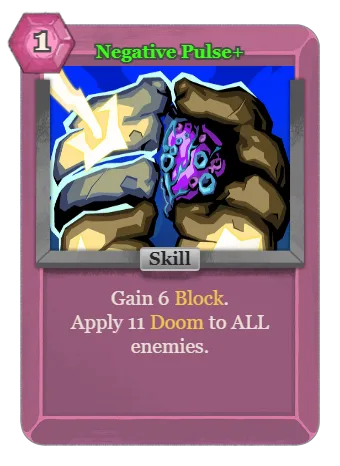 1
Negative Pulse+
Skill
Gain 6 Block.
Apply 11 Doom to ALL
enemies.